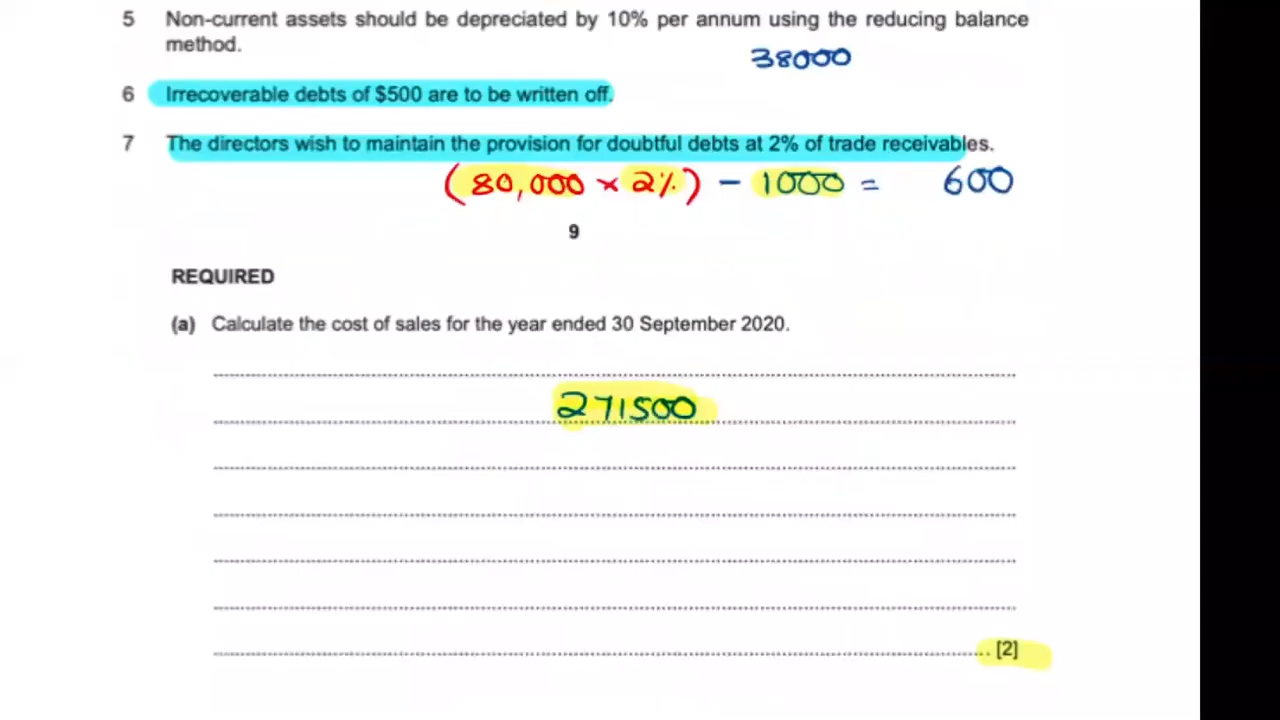 5 Non-current assets should be depreciated by 10% per annum using the reducing balance
method.
38000
6 Irrecoverable debts of $500 are to be written off.
7 The directors wish to maintain the provision for doubtful debts at 2% of trade receivables.
(80,000 × 2%) - 1000 = 600
9
REQUIRED
(a) Calculate the cost of sales for the year ended 30 September 2020.
271500
[2]